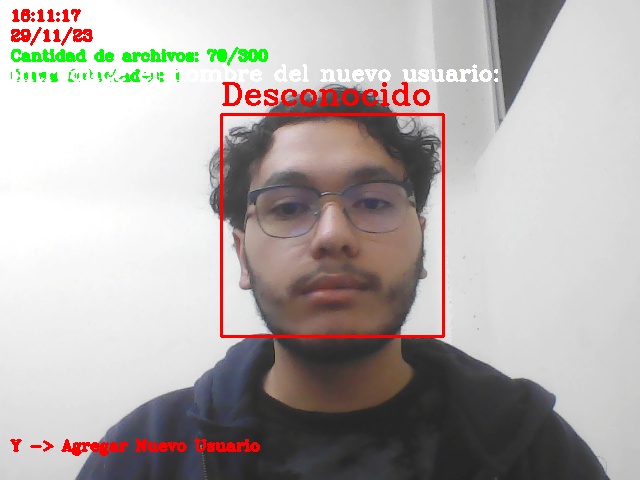 16:11:17
29/11/23
Cantidad de archivos: 70/300
nombre del nuevo usuario:
Desconocido
Y -> Agregar Nuevo Usuario